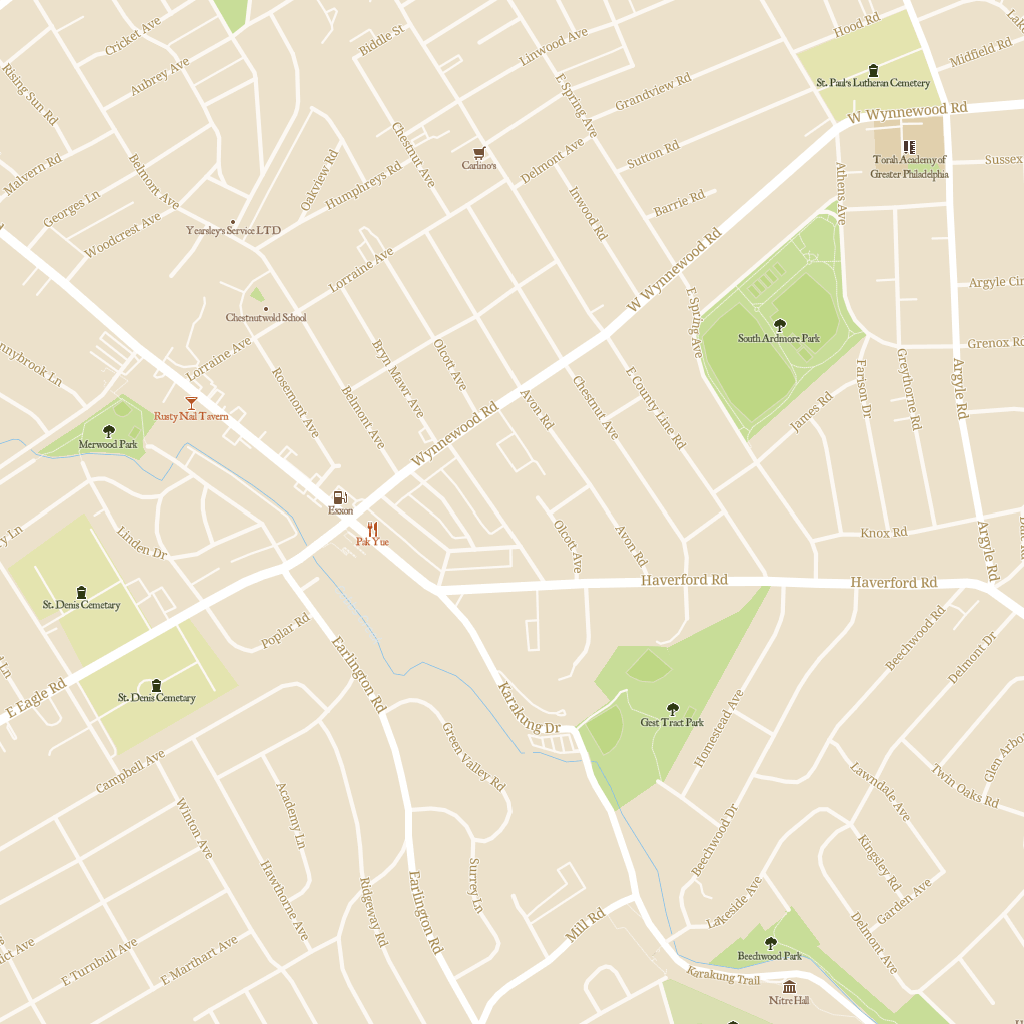 Cricket Ave
Biddle St
Linwood Ave
Hood Rd
Midfield Rd
Rising Sun Rd
Aubrey Ave
E Spring Ave
Grandview Rd
St. Paul's Lutheran Cemetery
W Wynnewood Rd
Malvern Rd
Belmont Ave
Oakview Rd
Humphreys Rd
Chestnut Ave
Carlino's
Delmont Ave
Sutton Rd
Torah Academy of
Greater Philadelphia
Sussex
Georges Ln
Woodcrest Ave
Yearsley's Service LTD
Inwood Rd
Barrie Rd
Athens Ave
Lorraine Ave
W Wynnewood Rd
Argyle Cir
Chestnutwold School
E Spring Ave
South Ardmore Park
Grenox Rd
nnybrook Ln
Lorraine Ave
Rosemont Ave
Bryn Mawr Ave
Olcott Ave
Belmont Ave
Avon Rd
Chestnut Ave
E County Line Rd
James Rd
Farison Dr
Greythorne Rd
Argyle Rd
Rusty Nail Tavern
Merwood Park
Wynnewood Rd
Exxon
Pak Yue
Linden Dr
y Ln
Olcott Ave
Avon Rd
Knox Rd
Argyle Rd
Haverford Rd
Haverford Rd
St. Denis Cemetary
Poplar Rd
Earlington Rd
Beechwood Rd
Delmont Dr
E Eagle Rd
St. Denis Cemetary
Karakung Dr
Gest Tract Park
Homestead Ave
Green Valley Rd
Campbell Ave
Winton Ave
Academy Ln
Hawthorne Ave
Ridgeway Rd
Earlington Rd
Surrey Ln
Beechwood Dr
Lawndale Ave
Twin Oaks Rd
Glen Arbo
Kingsley Rd
Garden Ave
Lakeside Ave
Delmont Ave
Mill Rd
E Turnbull Ave
E Marthart Ave
Beechwood Park
Karakung Trail
Nitre Hall